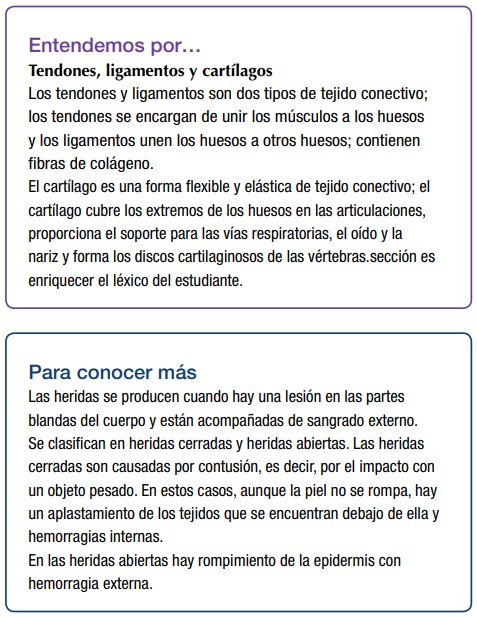 Entendemos por…
Tendones, ligamentos y cartílagos
Los tendones y ligamentos son dos tipos de tejido conectivo;
los tendones se encargan de unir los músculos a los huesos
y los ligamentos unen los huesos a otros huesos; contienen
fibras de colágeno.
El cartílago es una forma flexible y elástica de tejido conectivo; el
cartílago cubre los extremos de los huesos en las articulaciones,
proporciona el soporte para las vías respiratorias, el oído y la
nariz y forma los discos cartilaginosos de las vértebras.sección es
enriquecer el léxico del estudiante.
Para conocer más
Las heridas se producen cuando hay una lesión en las partes
blandas del cuerpo y están acompañadas de sangrado externo.
Se clasifican en heridas cerradas y heridas abiertas. Las heridas
cerradas son causadas por contusión, es decir, por el impacto con
un objeto pesado. En estos casos, aunque la piel no se rompa, hay
un aplastamiento de los tejidos que se encuentran debajo de ella y
hemorragias internas.
En las heridas abiertas hay rompimiento de la epidermis con
hemorragia externa.